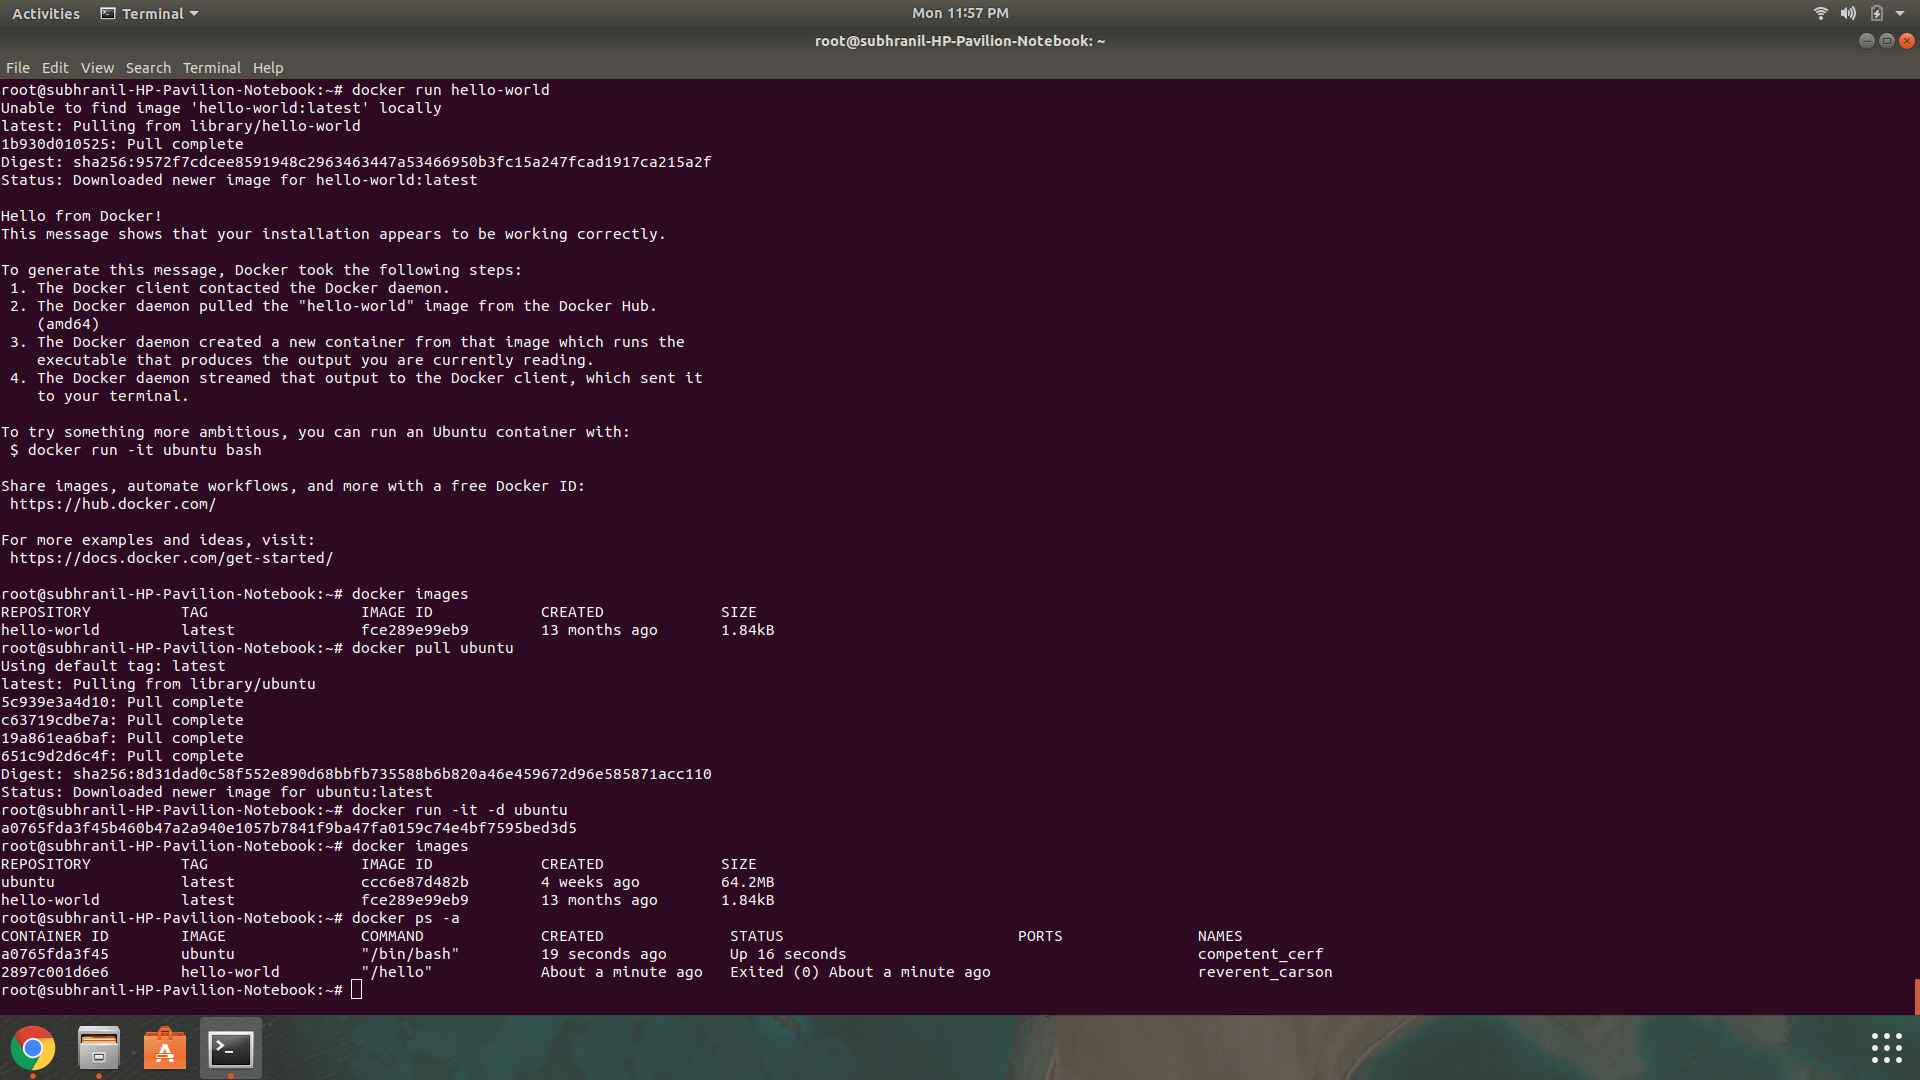 Activities Terminal Mon 11:57 PM
root@subhranil-HP-Pavilion-Notebook: ~
File Edit View Search Terminal Help
root@subhranil-HP-Pavilion-Notebook:~# docker run hello-world
Unable to find image 'hello-world:latest' locally
latest: Pulling from library/hello-world
1b930d010525: Pull complete
Digest: sha256:9572f7cdcee8591948c2963463447a53466950b3fc15a247fcad1917ca215a2f
Status: Downloaded newer image for hello-world:latest
Hello from Docker!
This message shows that your installation appears to be working correctly.
To generate this message, Docker took the following steps:
1. The Docker client contacted the Docker daemon.
2. The Docker daemon pulled the "hello-world" image from the Docker Hub.
(amd64)
3. The Docker daemon created a new container from that image which runs the
executable that produces the output you are currently reading.
4. The Docker daemon streamed that output to the Docker client, which sent it
to your terminal.
To try something more ambitious, you can run an Ubuntu container with:
$ docker run -it ubuntu bash
Share images, automate workflows, and more with a free Docker ID:
https://hub.docker.com/
For more examples and ideas, visit:
https://docs.docker.com/get-started/
root@subhranil-HP-Pavilion-Notebook:~# docker images
REPOSITORY TAG IMAGE ID CREATED SIZE
hello-world latest fce289e99eb9 13 months ago 1.84kB
root@subhranil-HP-Pavilion-Notebook:~# docker pull ubuntu
Using default tag: latest
latest: Pulling from library/ubuntu
5c939e3a4d10: Pull complete
c63719cdbe7a: Pull complete
19a861ea6baf: Pull complete
651c9d2d6c4f: Pull complete
Digest: sha256:8d31dad0c58f552e890d68bbfb735588b6b820a46e459672d96e585871acc110
Status: Downloaded newer image for ubuntu:latest
root@subhranil-HP-Pavilion-Notebook:~# docker run -it -d ubuntu
a0765fda3f45b460b47a2a940e1057b7841f9ba47fa0159c74e4bf7595bed3d5
root@subhranil-HP-Pavilion-Notebook:~# docker images
REPOSITORY TAG IMAGE ID CREATED SIZE
ubuntu latest ccc6e87d482b 4 weeks ago 64.2MB
hello-world latest fce289e99eb9 13 months ago 1.84kB
root@subhranil-HP-Pavilion-Notebook:~# docker ps -a
CONTAINER ID IMAGE COMMAND CREATED STATUS PORTS NAMES
a0765fda3f45 ubuntu "/bin/bash" 19 seconds ago Up 16 seconds competent_cerf
2897c001d6e6 hello-world "/hello" About a minute ago Exited (0) About a minute ago reverent_carson
root@subhranil-HP-Pavilion-Notebook:~#